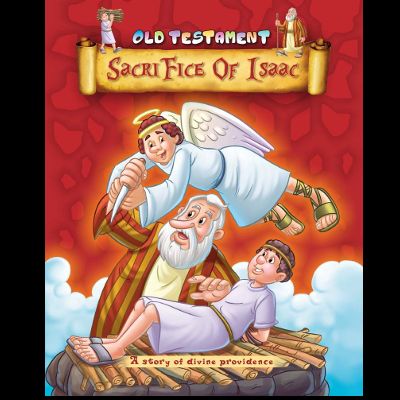 OLD TESTAMENT
SACRIFICE OF ISAAC
A story of divine providence